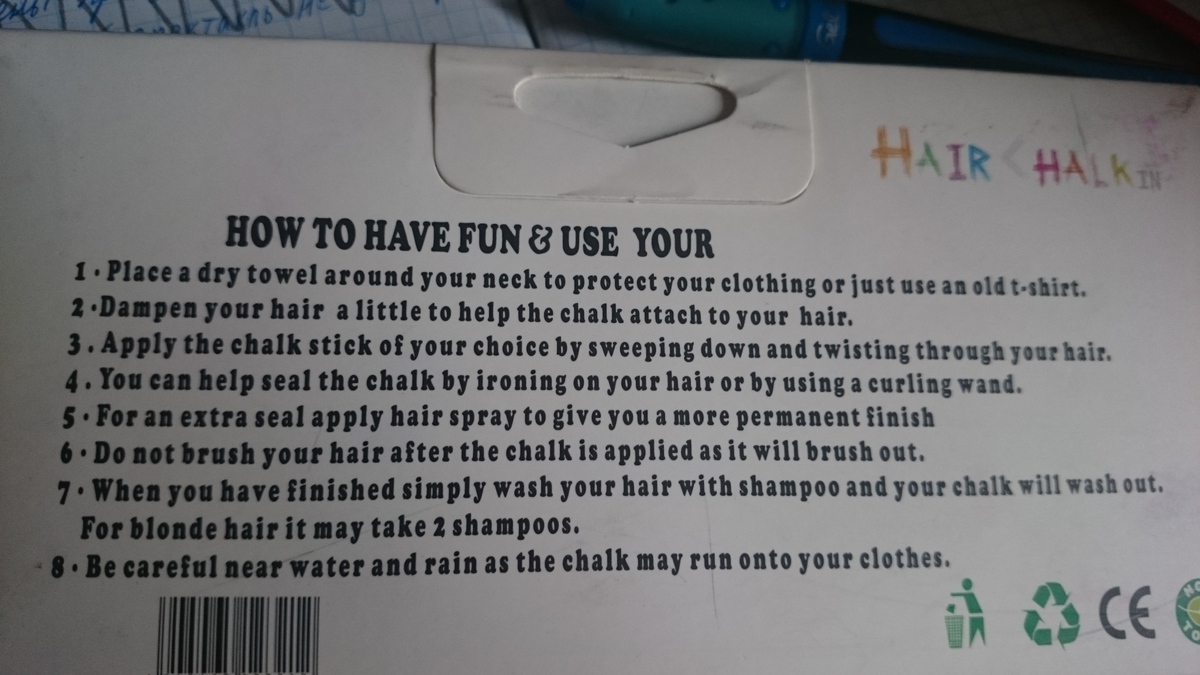 HAIR CHALK IN
HOW TO HAVE FUN & USE YOUR
1 · Place a dry towel around your neck to protect your clothing or just use an old t-shirt.
2 ·Dampen your hair a little to help the chalk attach to your hair.
3 . Apply the chalk stick of your choice by sweeping down and twisting through your hair.
4 . You can help seal the chalk by ironing on your hair or by using a curling wand.
5 · For an extra seal apply hair spray to give you a more permanent finish
6 · Do not brush your hair after the chalk is applied as it will brush out.
7 · When you have finished simply wash your hair with shampoo and your chalk will wash out.
For blonde hair it may take 2 shampoos.
8 · Be careful near water and rain as the chalk may run onto your clothes.
CE